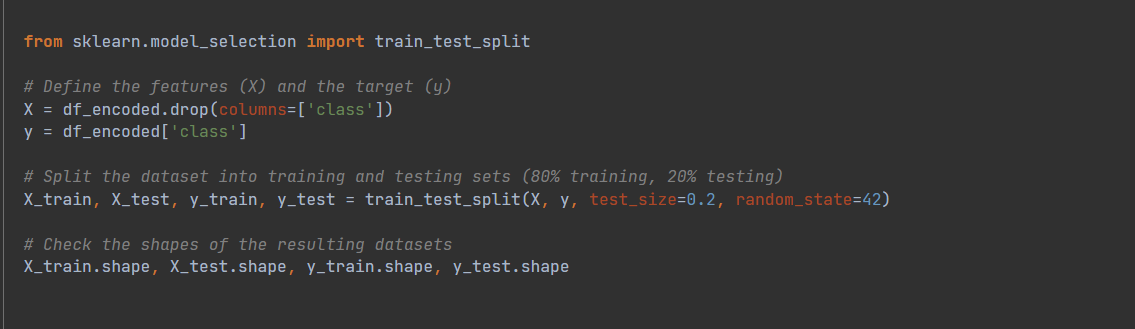 from sklearn.model_selection import train_test_split
# Define the features (X) and the target (y)
X = df_encoded.drop(columns=['class'])
y = df_encoded['class']
# Split the dataset into training and testing sets (80% training, 20% testing)
X_train, X_test, y_train, y_test = train_test_split(X, y, test_size=0.2, random_state=42)
# Check the shapes of the resulting datasets
X_train.shape, X_test.shape, y_train.shape, y_test.shape